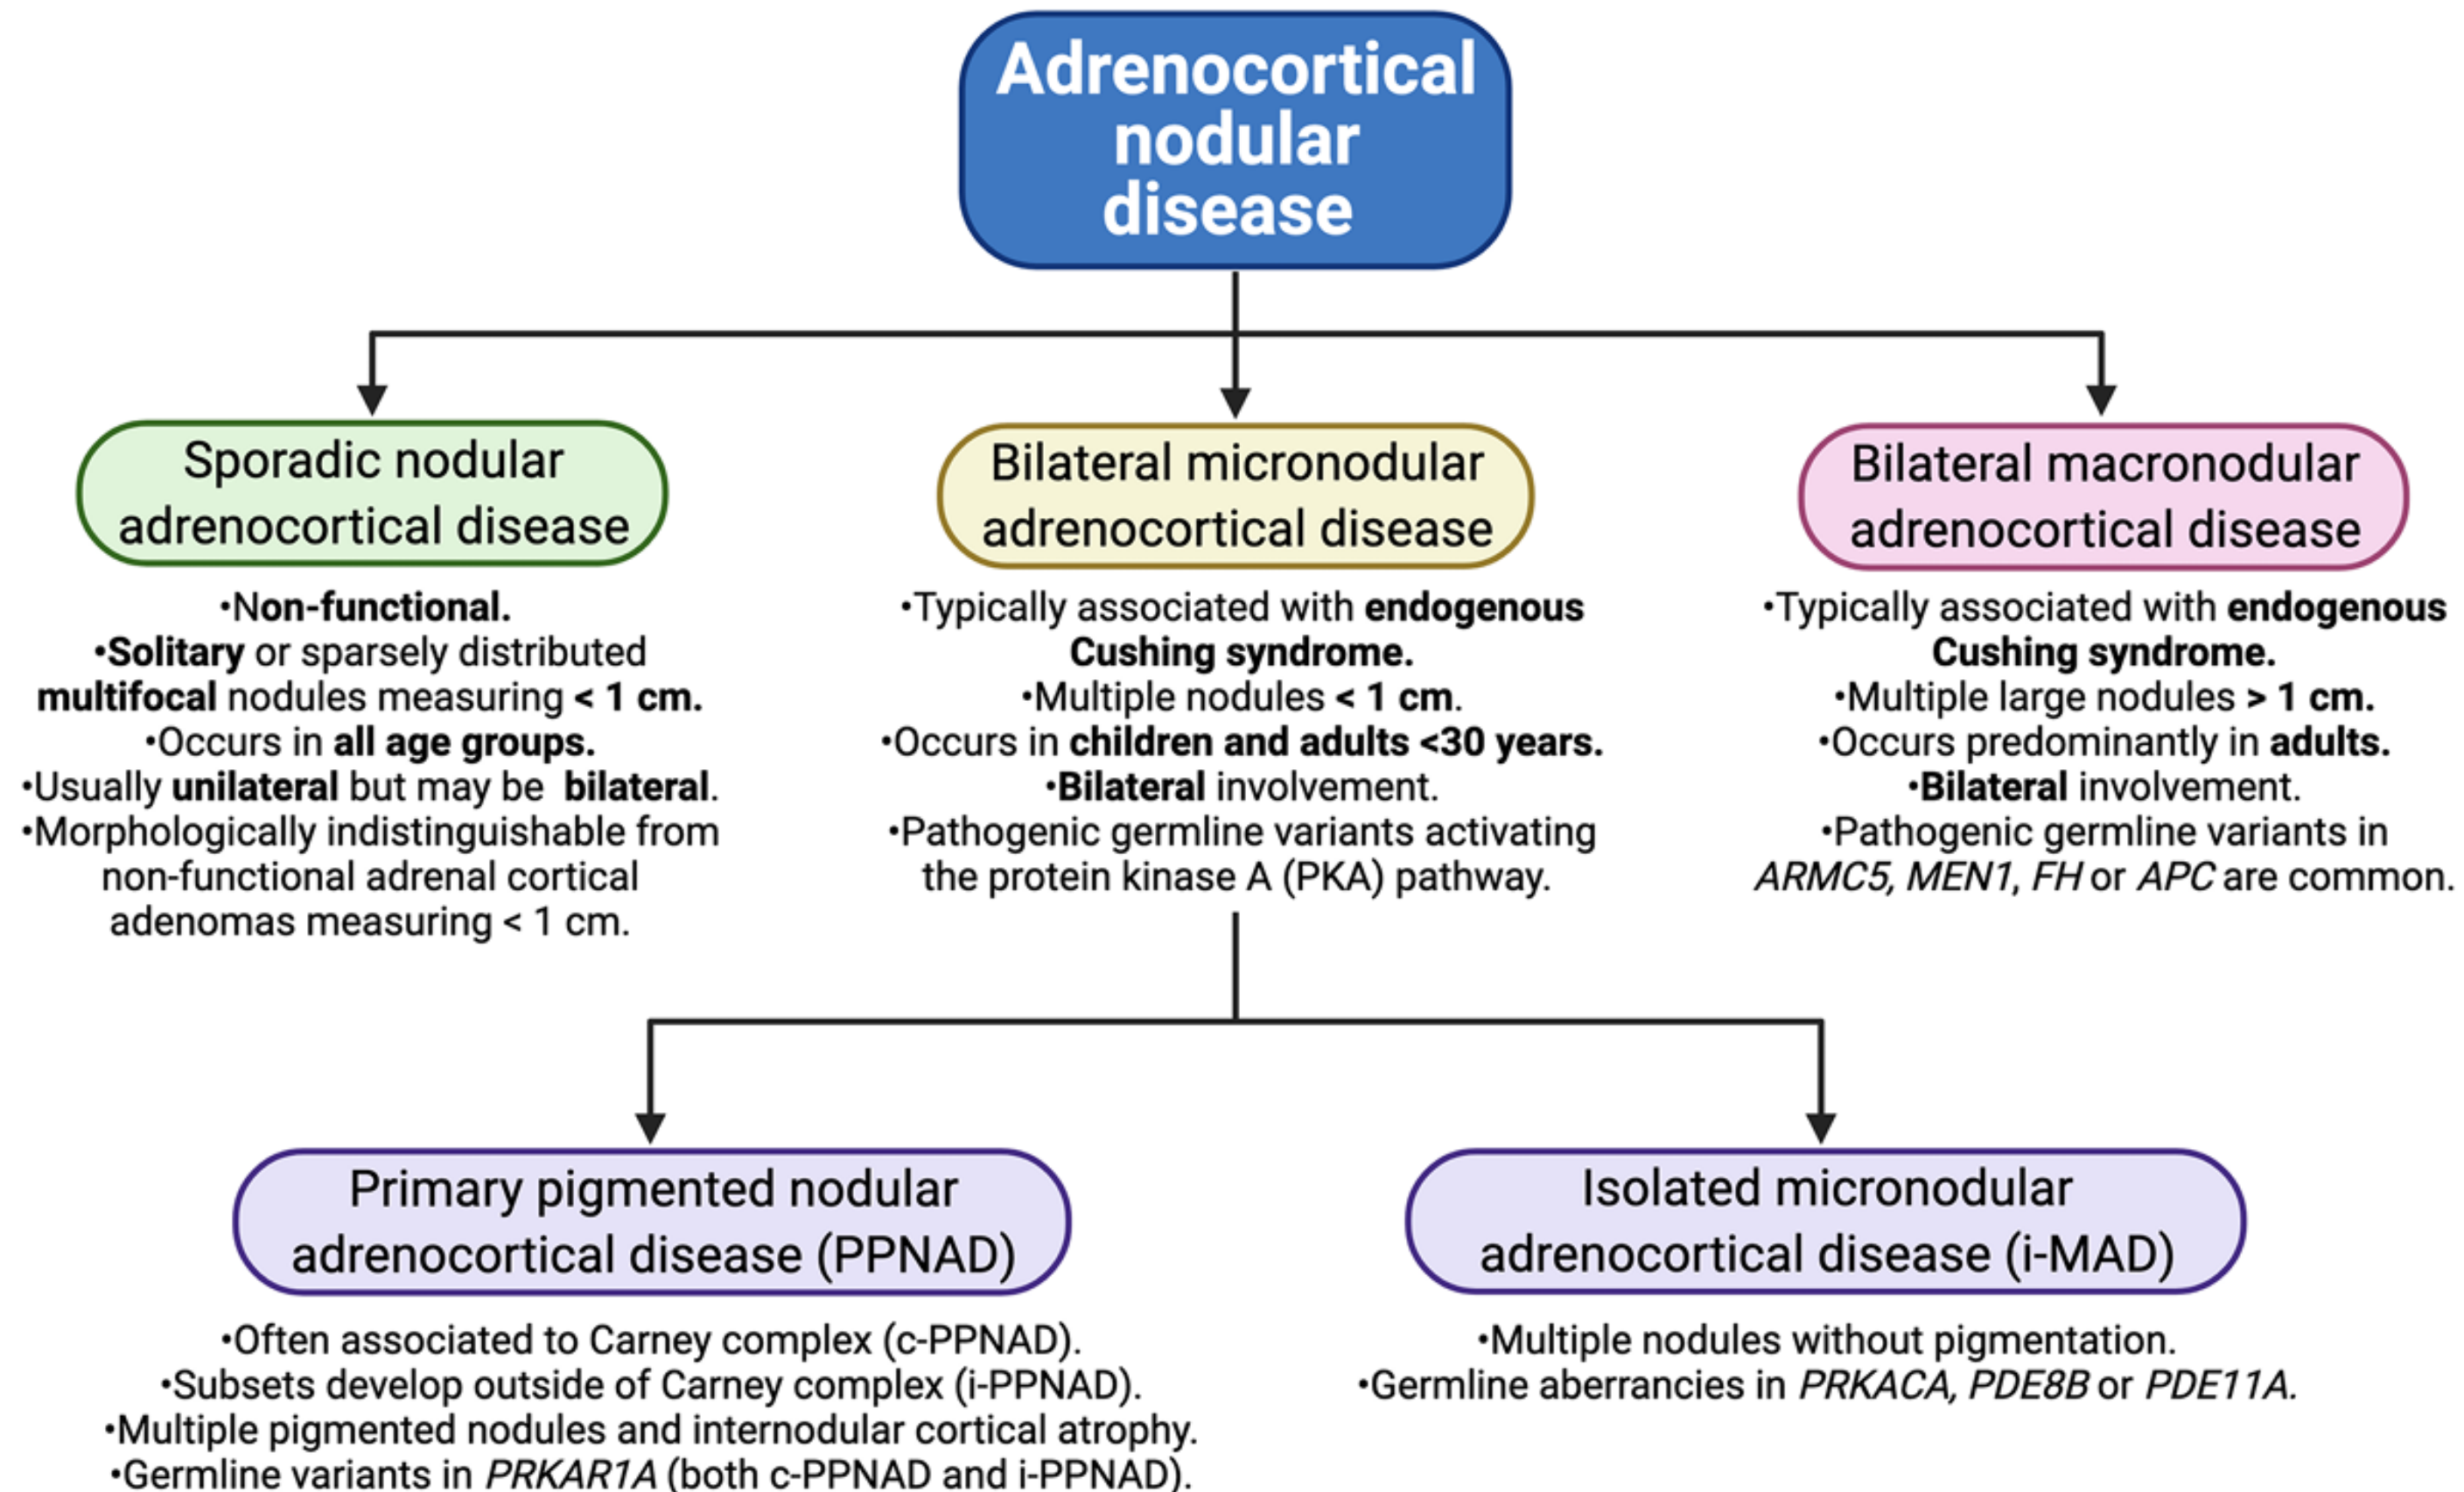 Adrenocortical
nodular
disease
Sporadic nodular
adrenocortical disease
•Non-functional.
•Solitary or sparsely distributed
multifocal nodules measuring < 1 cm.
•Occurs in all age groups.
•Usually unilateral but may be  bilateral.
•Morphologically indistinguishable from
non-functional adrenal cortical
adenomas measuring < 1 cm.
Bilateral micronodular
adrenocortical disease
•Typically associated with endogenous
Cushing syndrome.
•Multiple nodules < 1 cm.
•Occurs in children and adults <30 years.
•Bilateral involvement.
•Pathogenic germline variants activating
the protein kinase A (PKA) pathway.
Bilateral macronodular
adrenocortical disease
•Typically associated with endogenous
Cushing syndrome.
•Multiple large nodules > 1 cm.
•Occurs predominantly in adults.
•Bilateral involvement.
•Pathogenic germline variants in
ARMC5, MEN1, FH or APC are common.
Primary pigmented nodular
adrenocortical disease (PPNAD)
•Often associated to Carney complex (c-PPNAD).
•Subsets develop outside of Carney complex (i-PPNAD).
•Multiple pigmented nodules and internodular cortical atrophy.
•Germline variants in PRKAR1A (both c-PPNAD and i-PPNAD).
Isolated micronodular
adrenocortical disease (i-MAD)
•Multiple nodules without pigmentation.
•Germline aberrancies in PRKACA, PDE8B or PDE11A.